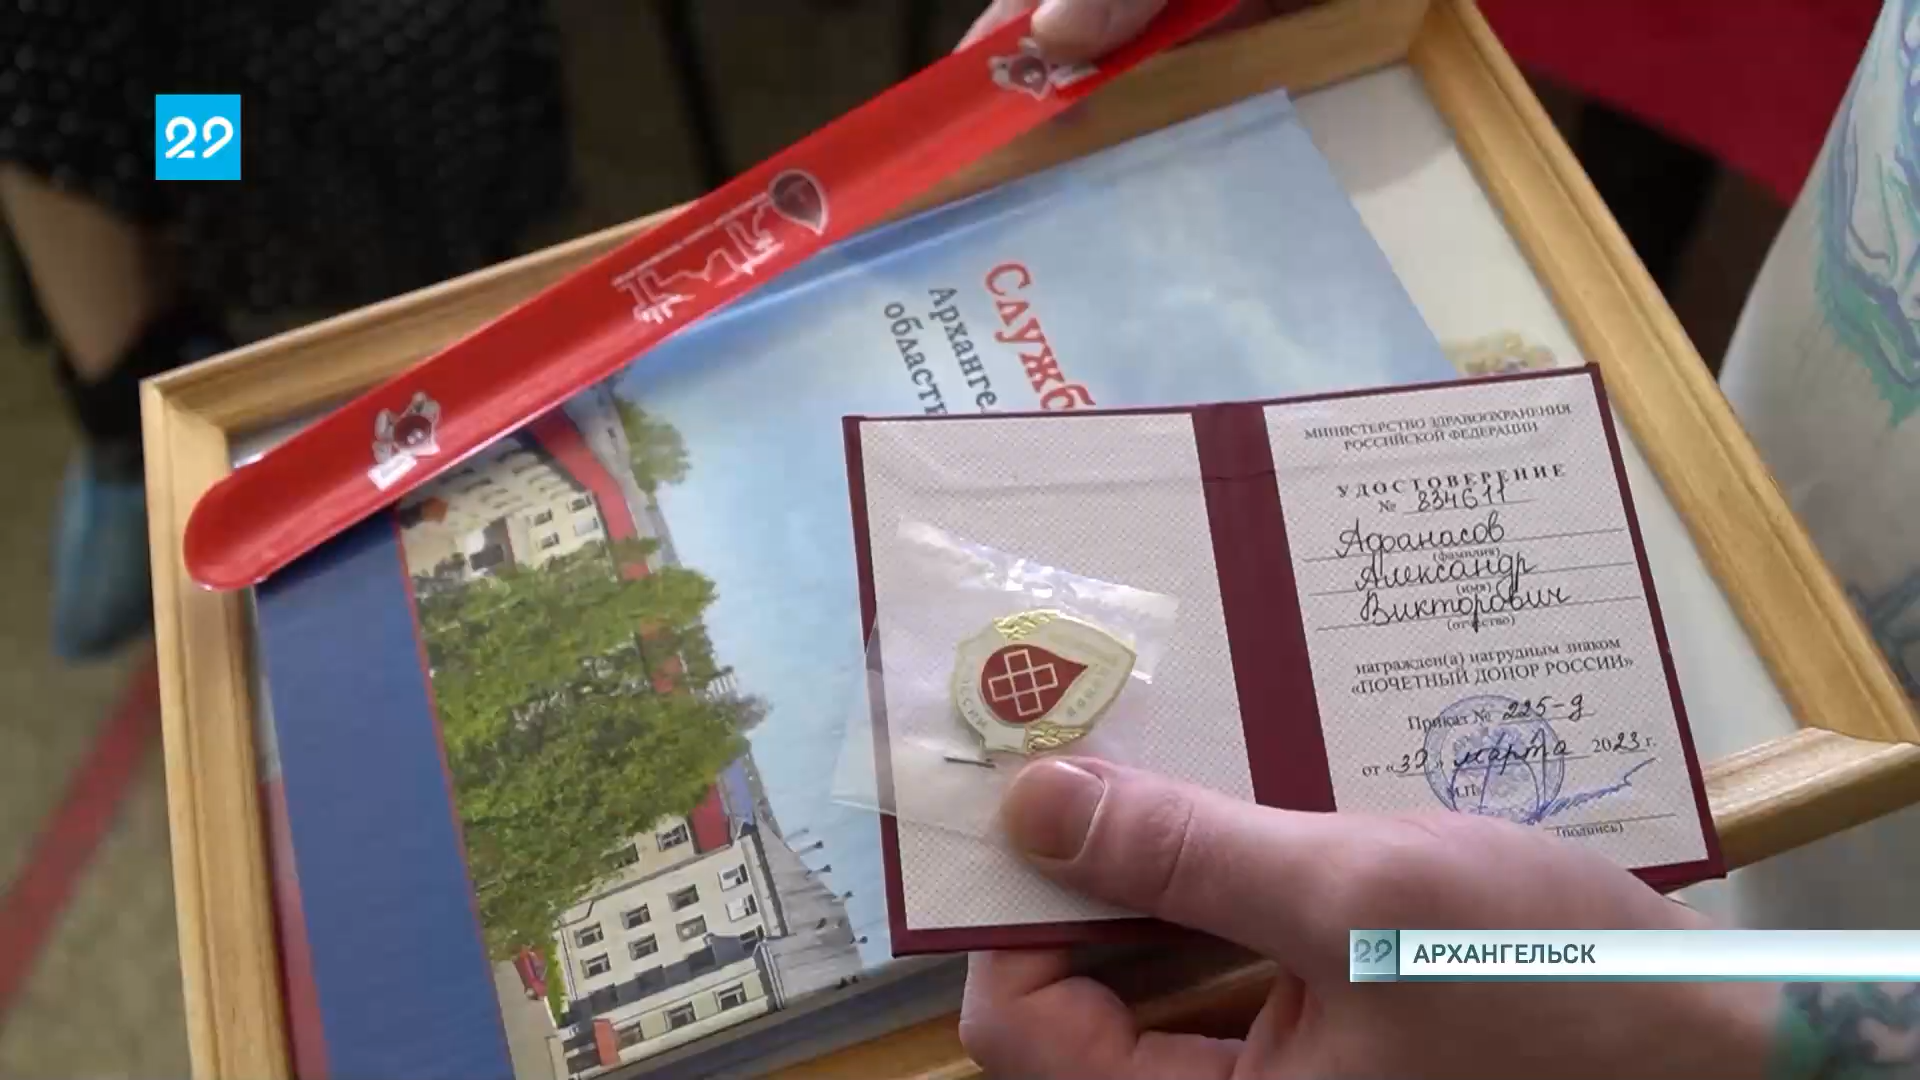 29
Служб
Арханге
област
МИНИСТЕРСТВО ЗДРАВООХРАНЕНИЯ
РОССИЙСКОЙ ФЕДЕРАЦИИ
УДОСТОВЕРЕНИЕ
№ 834611
Афанасов
(фамилия)
Александр
(имя)
Викторович
(отчество)
награжден(а) нагрудным знаком
«ПОЧЕТНЫЙ ДОНОР РОССИИ»
Приказ № 225-д
от «30» марта 2023 г.
М.П.
(подпись)
29 АРХАНГЕЛЬСК